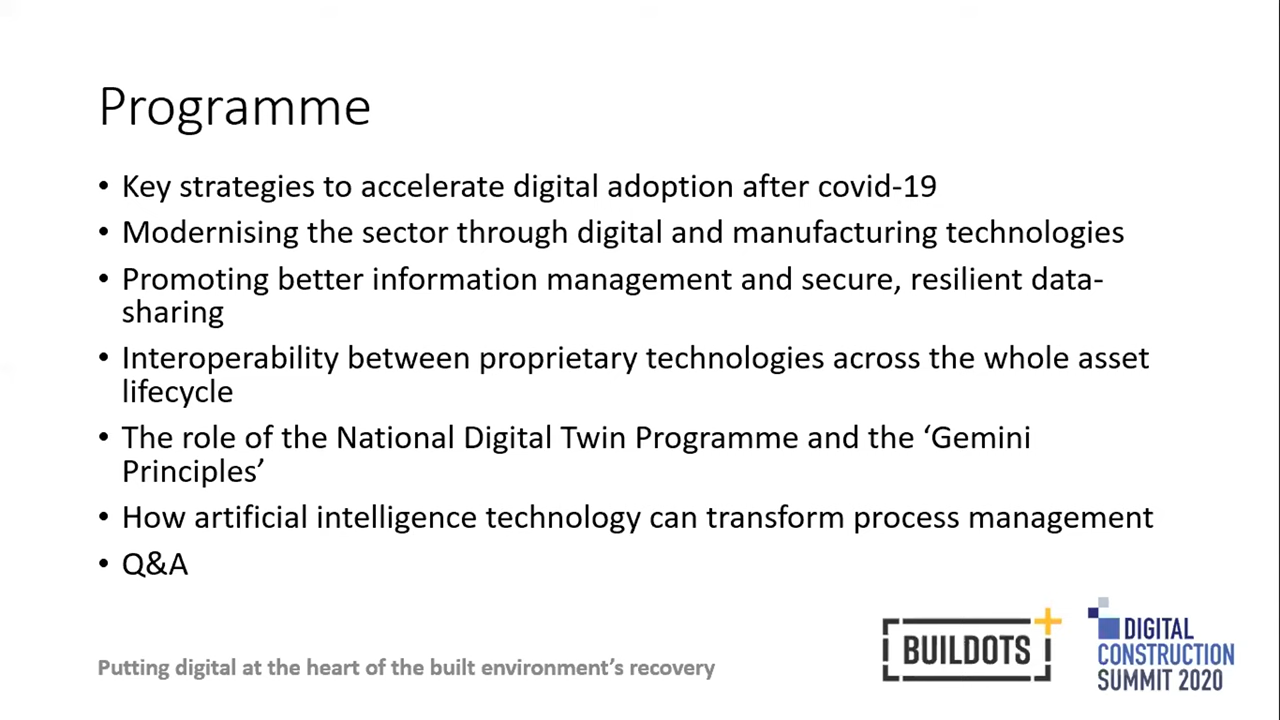 Programme
• Key strategies to accelerate digital adoption after covid-19
• Modernising the sector through digital and manufacturing technologies
• Promoting better information management and secure, resilient data-
sharing
• Interoperability between proprietary technologies across the whole asset
lifecycle
• The role of the National Digital Twin Programme and the ‘Gemini
Principles’
• How artificial intelligence technology can transform process management
• Q&A
Putting digital at the heart of the built environment’s recovery
BUILDOTS
DIGITAL
CONSTRUCTION
SUMMIT 2020